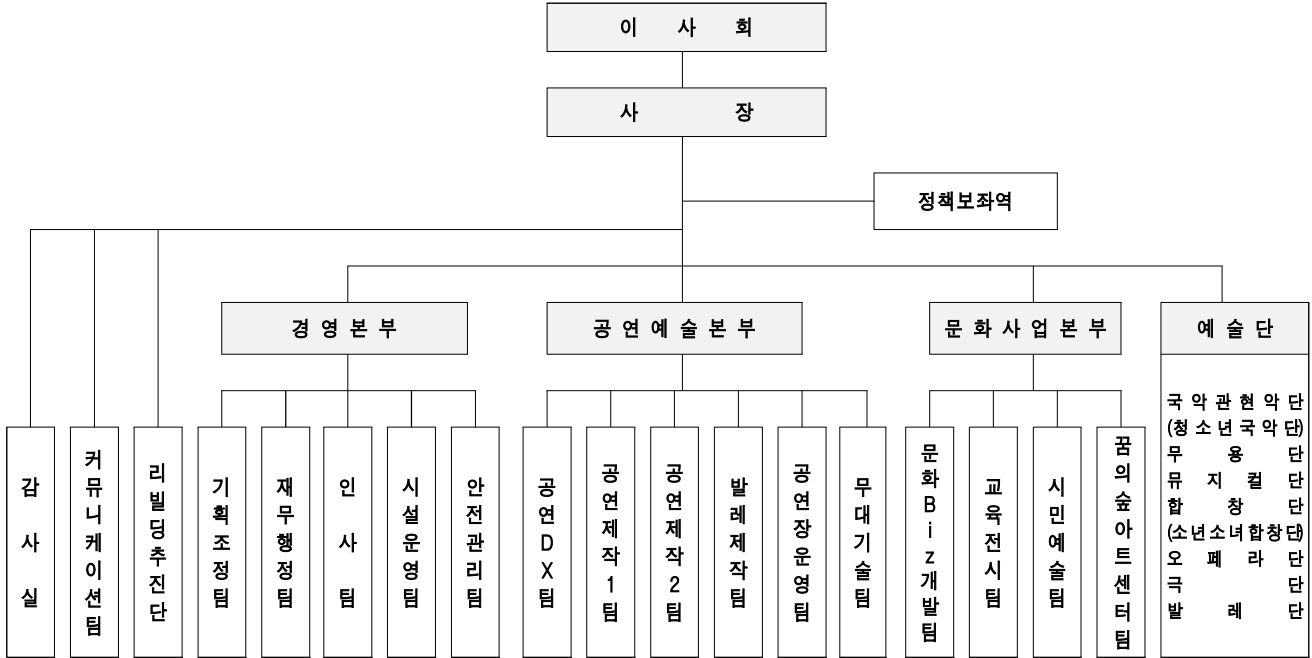 이 사 회
사 장
정책보좌역
경 영 본 부
공 연 예 술 본 부
문 화 사 업 본 부
예 술 단
감 사 실
커뮤니케이션팀
리빌딩추진단
기획조정팀
재무행정팀
인 사 팀
시설운영팀
안전관리팀
공연DX팀
공연제작1팀
공연제작2팀
발레제작팀
공연장운영팀
무대기술팀
문화Biz개발팀
교육전시팀
시민예술팀
꿈의숲아트센터팀
국 악 관 현 악 단
(청 소 년 국 악 단)
무 용 단
뮤 지 컬 단
합 창 단
(소년소녀합창단)
오 페 라 단
극 단
발 레 단